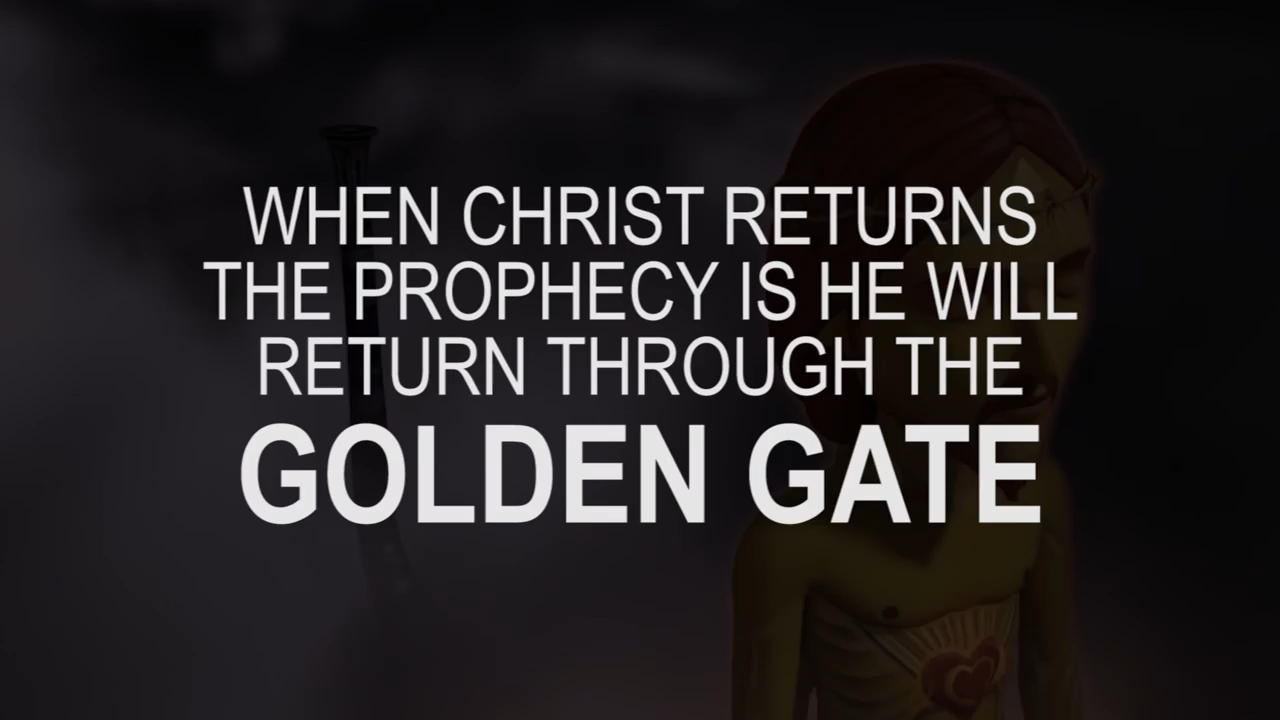 WHEN CHRIST RETURNS
THE PROPHECY IS HE WILL
RETURN THROUGH THE
GOLDEN GATE